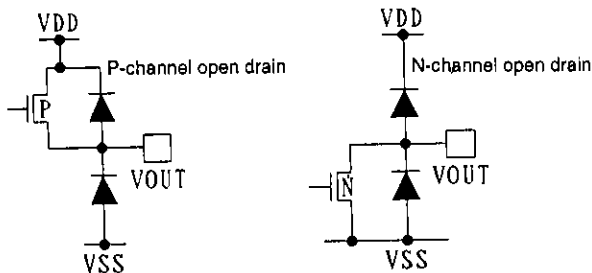 VDD
P-channel open drain
P
VOUT
VSS
VDD
N-channel open drain
N
VOUT
VSS